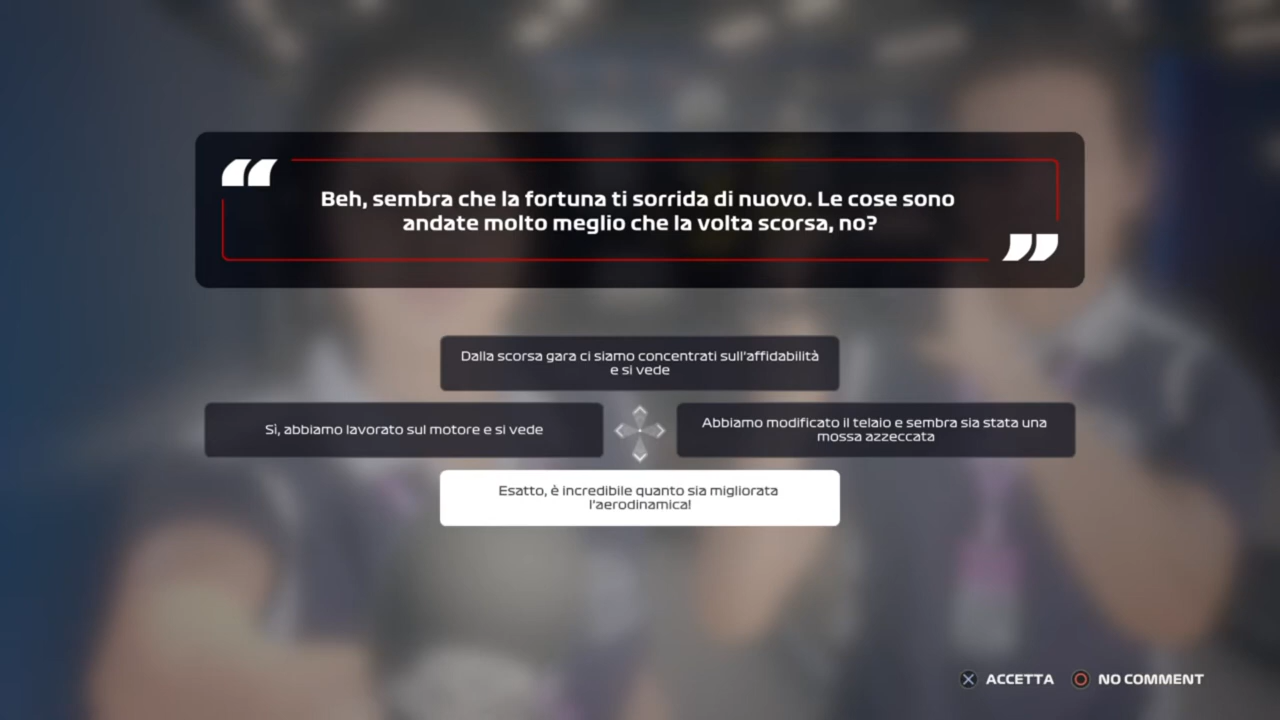 Beh, sembra che la fortuna ti sorrida di nuovo. Le cose sono
andate molto meglio che la volta scorsa, no?
Dalla scorsa gara ci siamo concentrati sull'affidabilità
e si vede
Sì, abbiamo lavorato sul motore e si vede
Abbiamo modificato il telaio e sembra sia stata una
mossa azzeccata
Esatto, è incredibile quanto sia migliorata
l'aerodinamica!
ACCETTA
NO COMMENT